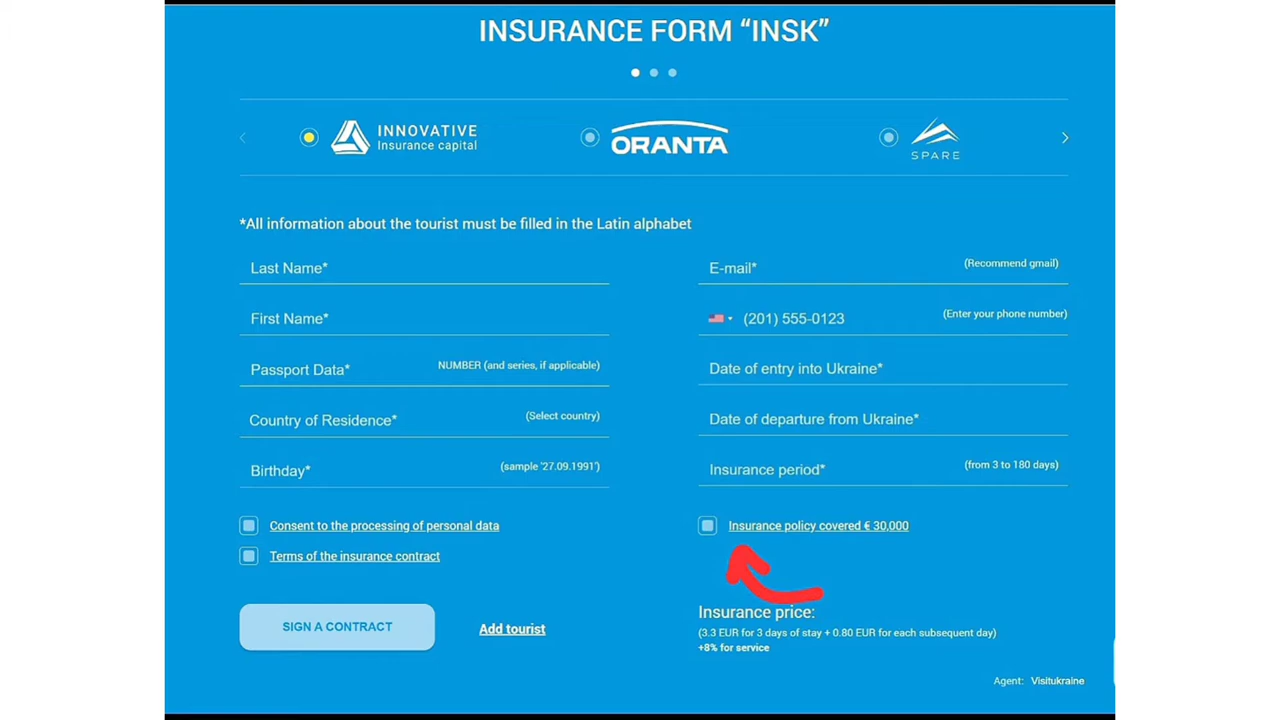 INSURANCE FORM “INSK”
INNOVATIVE
Insurance capital
ORANTA
SPARE
*All information about the tourist must be filled in the Latin alphabet
Last Name*
E-mail* (Recommend gmail)
First Name*
(201) 555-0123 (Enter your phone number)
Passport Data* NUMBER (and series, if applicable)
Date of entry into Ukraine*
Country of Residence* (Select country)
Date of departure from Ukraine*
Birthday* (sample '27.09.1991')
Insurance period* (from 3 to 180 days)
Consent to the processing of personal data
Insurance policy covered € 30,000
Terms of the insurance contract
SIGN A CONTRACT
Add tourist
Insurance price:
(3.3 EUR for 3 days of stay + 0.80 EUR for each subsequent day)
+8% for service
Agent: Visitukraine